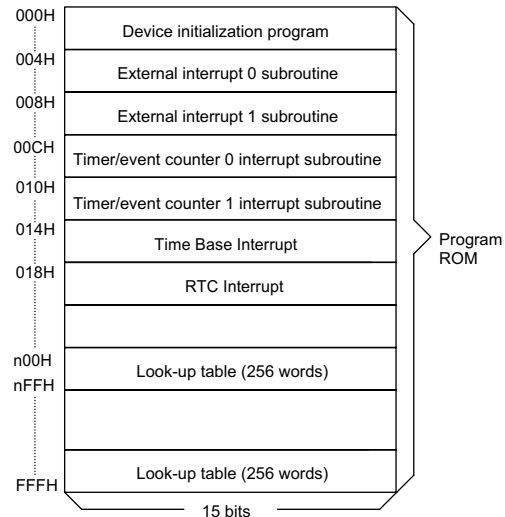 000H
Device initialization program
004H
External interrupt 0 subroutine
008H
External interrupt 1 subroutine
00CH
Timer/event counter 0 interrupt subroutine
010H
Timer/event counter 1 interrupt subroutine
014H
Time Base Interrupt
018H
RTC Interrupt
Program
ROM
n00H
Look-up table (256 words)
nFFH
Look-up table (256 words)
FFFH
15 bits